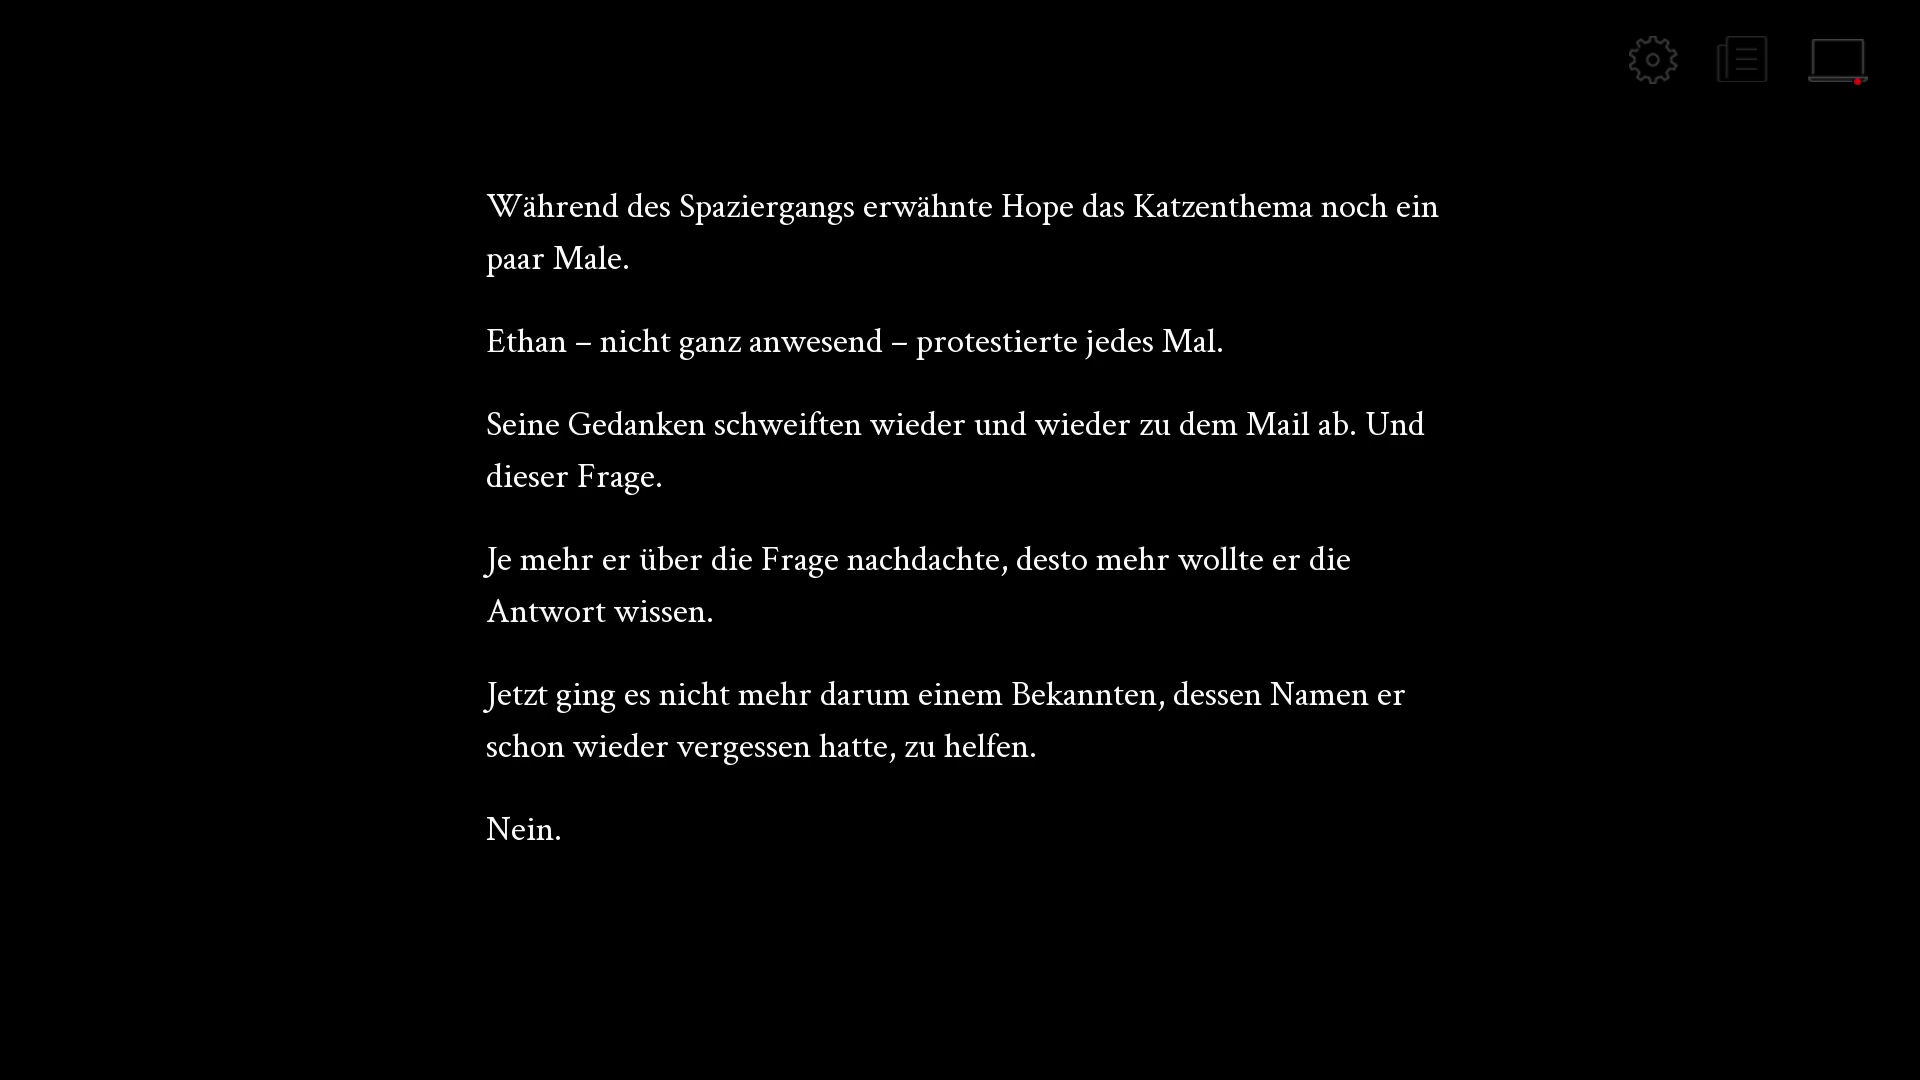 Während des Spaziergangs erwähnte Hope das Katzenthema noch ein
paar Male.
Ethan – nicht ganz anwesend – protestierte jedes Mal.
Seine Gedanken schweiften wieder und wieder zu dem Mail ab. Und
dieser Frage.
Je mehr er über die Frage nachdachte, desto mehr wollte er die
Antwort wissen.
Jetzt ging es nicht mehr darum einem Bekannten, dessen Namen er
schon wieder vergessen hatte, zu helfen.
Nein.